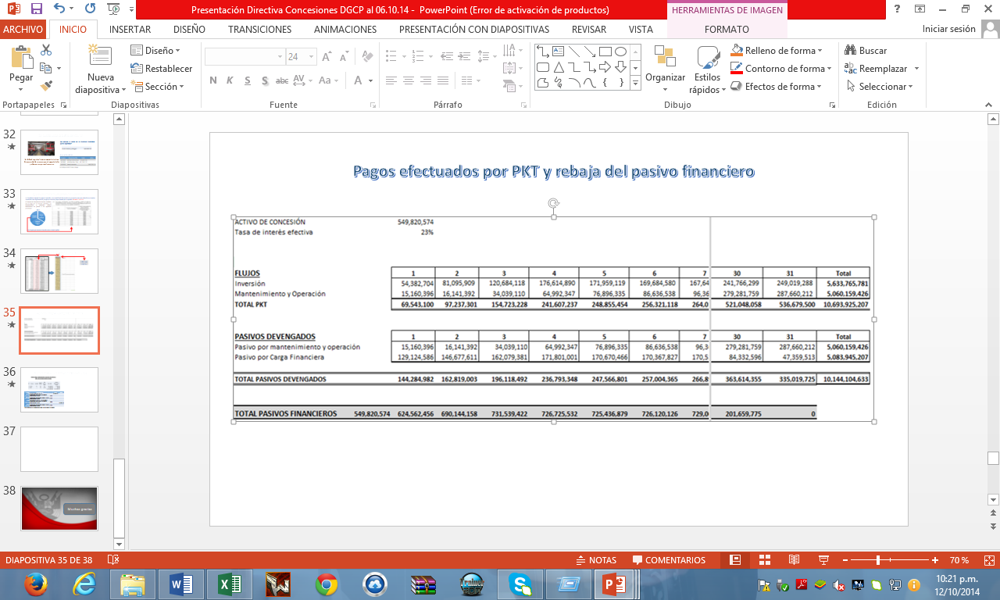 Presentación Directiva Concesiones DGCP al 06.10.14 - PowerPoint (Error de activación de productos)
HERRAMIENTAS DE IMAGEN
ARCHIVO INICIO INSERTAR DISEÑO TRANSICIONES ANIMACIONES PRESENTACIÓN CON DIAPOSITIVAS REVISAR VISTA FORMATO Iniciar sesión
Pegar
Nueva diapositiva
Diseño
Restablecer
Sección
24
N K S S abc AV Aa A
Organizar
Estilos rápidos
Relleno de forma
Contorno de forma
Efectos de forma
Buscar
Reemplazar
Seleccionar
Portapapeles Diapositivas Fuente Párrafo Dibujo Edición
32
33
34
35
36
37
38
Muchas gracias
Pagos efectuados por PKT y rebaja del pasivo financiero
ACTIVO DE CONCESIÓN 549,820,574
Tasa de interès efectiva 23%
FLUJOS 1 2 3 4 5 6 7 30 31 Total
Inversión 54,382,704 81,095,909 120,684,118 176,614,890 171,959,119 169,684,580 167,64 241,766,299 249,019,288 5,633,765,781
Mantenimiento y Operación 15,160,396 16,141,392 34,039,110 64,992,347 76,896,335 86,636,538 96,36 279,281,759 287,660,212 5,060,159,426
TOTAL PKT 69.543.100 97.237,301 154.723.228 241,607,237 248.855.454 256,321.118 264.0 521,048,058 536,679,500 10,693,925,207
PASIVOS DEVENGADOS 1 2 3 4 5 6 7 30 31 Total
Pasivo por mantenimiento y operación 15,160,396 16,141,392 34,039,110 64,992,347 76,896,335 86,636,538 96,3 279,281,759 287,660,212 5,060,159,426
Pasivo por Carga Financiera 129,124,586 146,677,611 162,079,381 171,801,001 170,670,466 170,367,827 170,5 84,332,596 47,359,513 5,083,945,207
TOTAL PASIVOS DEVENGADOS 144,284,982 162,819,003 196,118,492 236,793,348 247,566,801 257,004,365 266,8 363,614,355 335,019,725 10,144,104,633
TOTAL PASIVOS FINANCIEROS 549,820,574 624,562,456 690,144,158 731,539,422 726,725,532 725,436,879 726,120,126 729,0 201,659,775 0
DIAPOSITIVA 35 DE 38 NOTAS COMENTARIOS 70 %
10:21 p.m.
12/10/2014